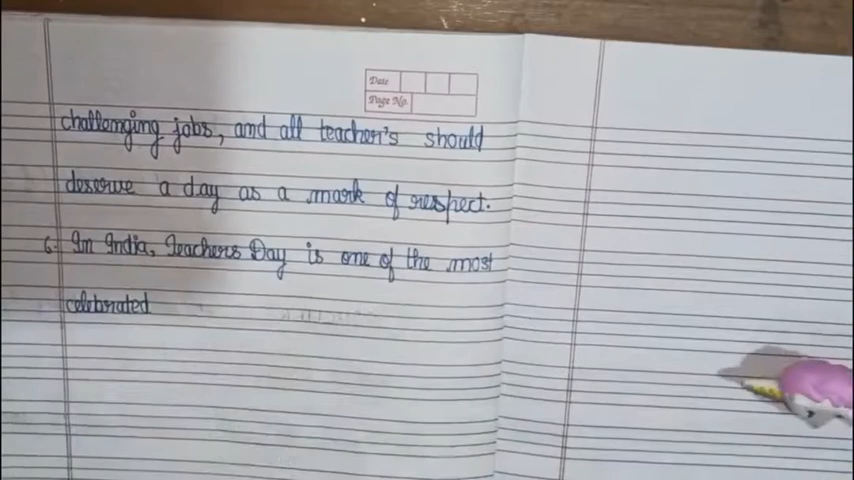 Date
Page No.
challenging jobs, and all teacher's should
deserve a day as a mark of respect.
6. In India, Teachers Day is one of the most
celebrated